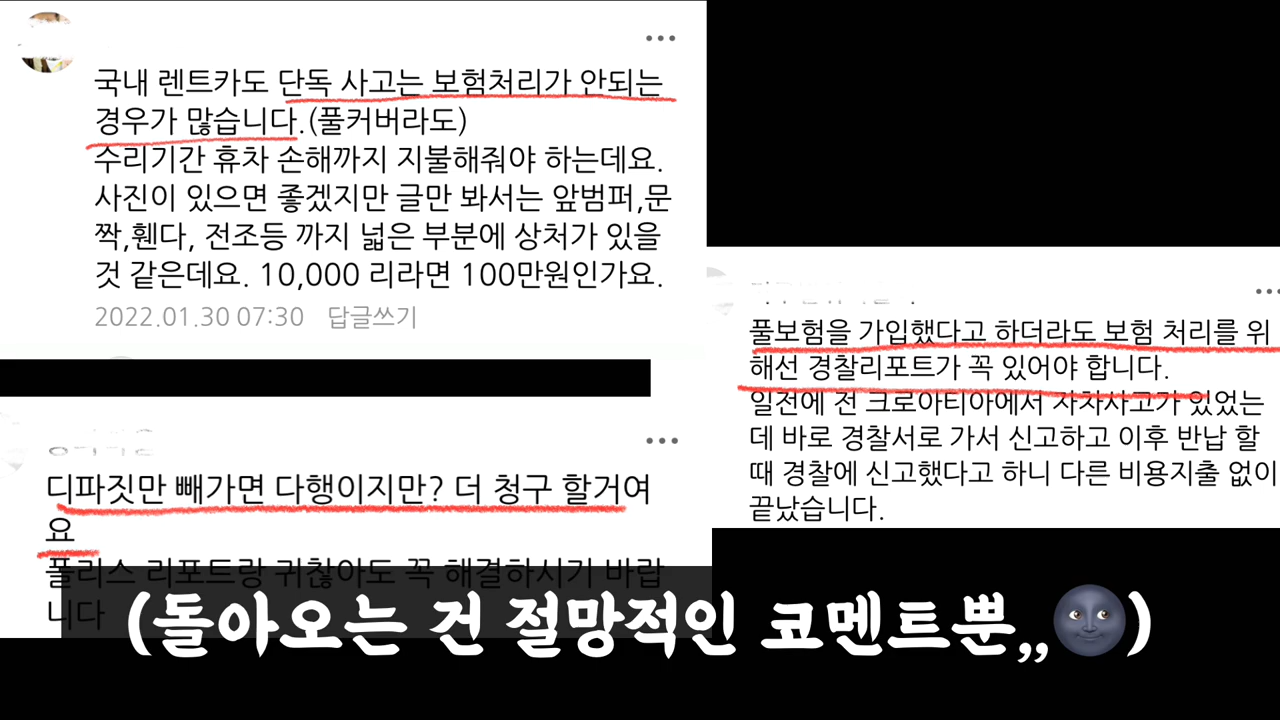 국내 렌트카도 단독 사고는 보험처리가 안되는
경우가 많습니다.(풀커버라도)
수리기간 휴차 손해까지 지불해줘야 하는데요.
사진이 있으면 좋겠지만 글만 봐서는 앞범퍼,문
짝,휀다, 전조등 까지 넓은 부분에 상처가 있을
것 같은데요. 10,000 리라면 100만원인가요.
2022.01.30 07:30 답글쓰기
디파짓만 빼가면 다행이지만? 더 청구 할거여
요
플리스 리포트랑 귀찮아도 꼭 해결하시기 바랍
니다
풀보험을 가입했다고 하더라도 보험 처리를 위
해선 경찰리포트가 꼭 있어야 합니다.
일전에 전 크로아티아에서 자차사고가 있었는
데 바로 경찰서로 가서 신고하고 이후 반납 할
때 경찰에 신고했다고 하니 다른 비용지출 없이
끝났습니다.
(돌아오는 건 절망적인 코멘트뿐,,🌚)